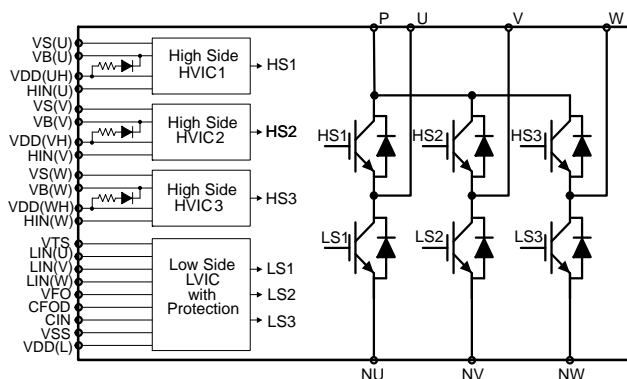 P U V W
VS(U)
VB(U)
VDD(UH)
HIN(U)
High Side
HVIC1
HS1
VS(V)
VB(V)
VDD(VH)
HIN(V)
High Side
HVIC2
HS2
VS(W)
VB(W)
VDD(WH)
HIN(W)
High Side
HVIC3
HS3
VTS
LIN(U)
LIN(V)
LIN(W)
VFO
CFOD
CIN
VSS
VDD(L)
Low Side
LVIC
with
Protection
LS1
LS2
LS3
HS1 HS2 HS3
LS1 LS2 LS3
NU NV NW